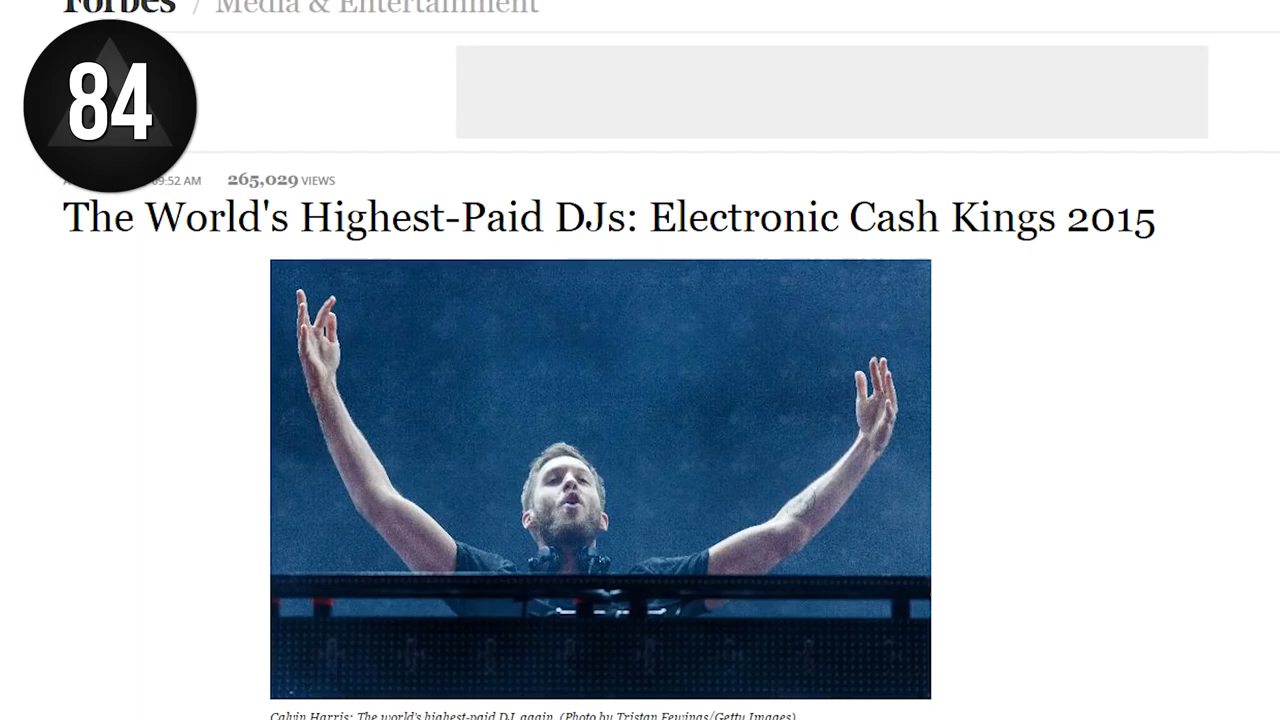 Forbes / Media & Entertainment
84
09:52 AM 265,029 VIEWS
The World's Highest-Paid DJs: Electronic Cash Kings 2015
Calvin Harris: The world's highest-paid DJ, again. (Photo by Tristan Fewings/Getty Images)